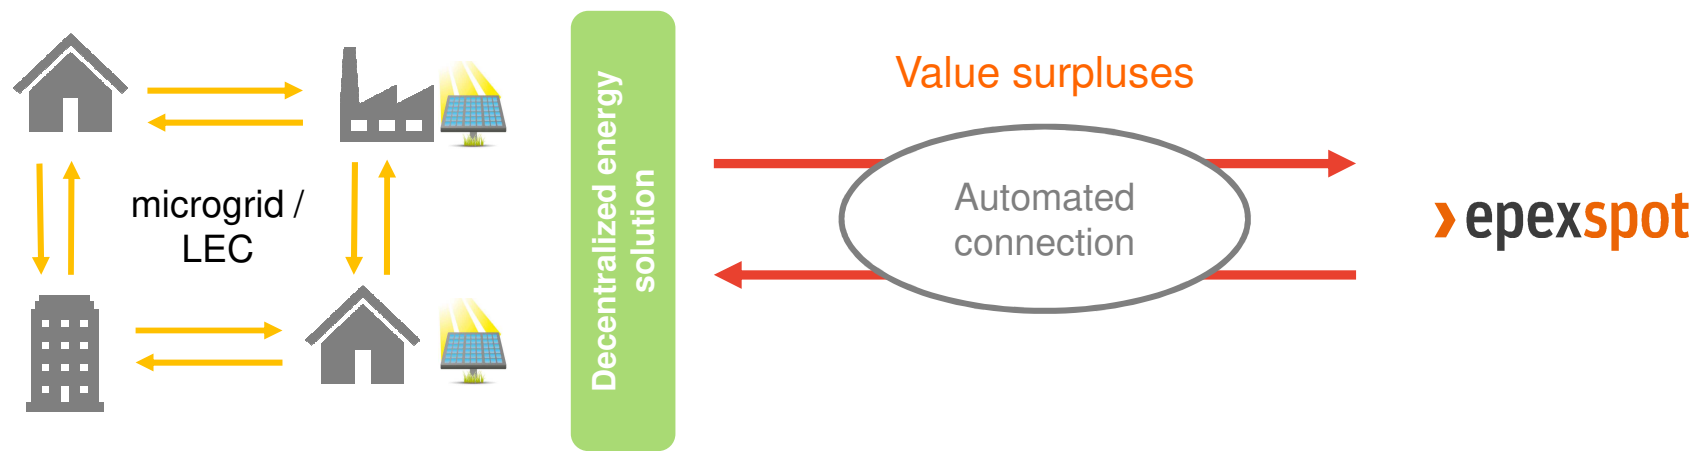 microgrid /
LEC
Decentralized energy
solution
Value surpluses
Automated
connection
epexspot